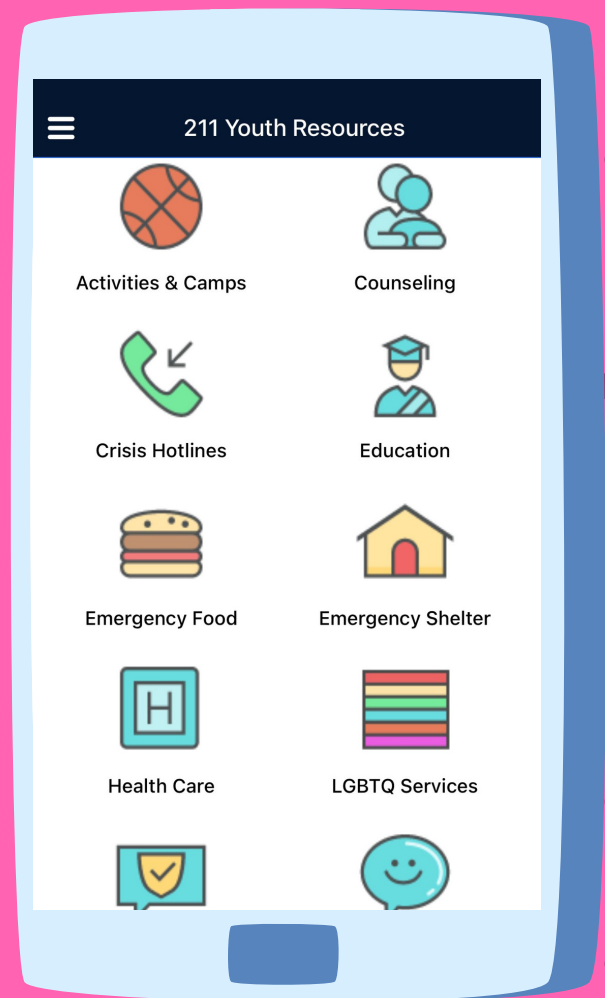 211 Youth Resources
Activities & Camps
Counseling
Crisis Hotlines
Education
Emergency Food
Emergency Shelter
H
Health Care
LGBTQ Services